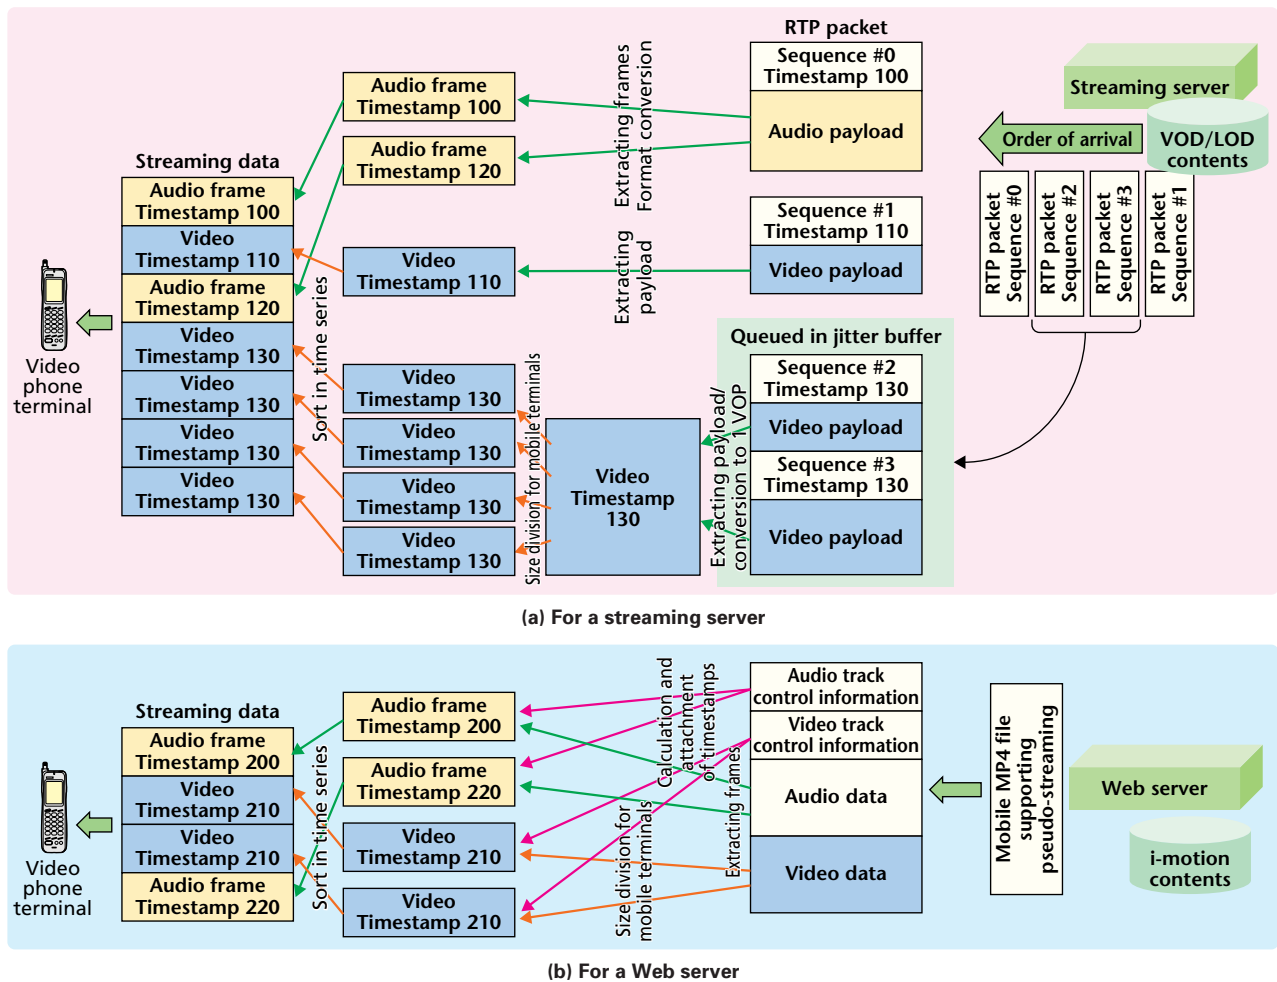 RTP packet
Sequence #0
Timestamp 100
Audio payload
Sequence #1
Timestamp 110
Video payload
Queued in jitter buffer
Sequence #2
Timestamp 130
Video payload
Sequence #3
Timestamp 130
Video payload
Streaming server
VOD/LOD
contents
Order of arrival
RTP packet
Sequence #0
RTP packet
Sequence #2
RTP packet
Sequence #3
RTP packet
Sequence #1
Extracting frames
Format conversion
Extracting
payload
Extracting payload/
conversion to 1 VOP
Audio frame
Timestamp 100
Audio frame
Timestamp 120
Video
Timestamp 110
Video
Timestamp 130
Video
Timestamp 130
Video
Timestamp 130
Video
Timestamp 130
Video
Timestamp
130
Size division for mobile terminals
Sort in time series
Streaming data
Audio frame
Timestamp 100
Video
Timestamp 110
Audio frame
Timestamp 120
Video
Timestamp 130
Video
Timestamp 130
Video
Timestamp 130
Video
Timestamp 130
Video
phone
terminal
(a) For a streaming server
Audio track
control information
Video track
control information
Audio data
Video data
Mobile MP4 file
supporting
pseudo-streaming
Web server
i-motion
contents
Calculation and
attachment
of timestamps
Extracting frames
Size division for
mobile terminals
Audio frame
Timestamp 200
Audio frame
Timestamp 220
Video
Timestamp 210
Video
Timestamp 210
Sort in time series
Streaming data
Audio frame
Timestamp 200
Video
Timestamp 210
Video
Timestamp 210
Audio frame
Timestamp 220
Video
phone
terminal
(b) For a Web server